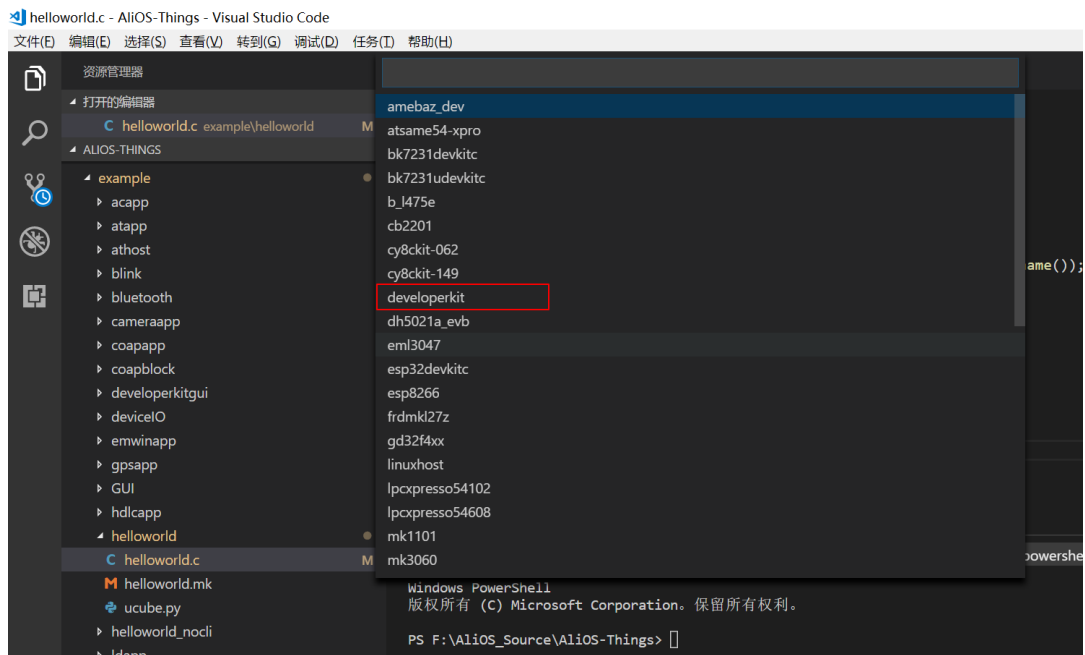 helloworld.c - AliOS-Things - Visual Studio Code
文件(F) 编辑(E) 选择(S) 查看(V) 转到(G) 调试(D) 任务(T) 帮助(H)
资源管理器
打开的编辑器
C helloworld.c example\helloworld M
ALIOS-THINGS
example
acapp
atapp
athost
blink
bluetooth
cameraapp
coapapp
coapblock
developerkitgui
deviceIO
emwinapp
gpsapp
GUI
hdlcapp
helloworld
C helloworld.c M
M helloworld.mk
ucube.py
helloworld_nocli
ldapp
amebaz_dev
atsame54-xpro
bk7231devkitc
bk7231udevkitc
b_l475e
cb2201
cy8ckit-062
cy8ckit-149
developerkit
dh5021a_evb
eml3047
esp32devkitc
esp8266
frdmkl27z
gd32f4xx
linuxhost
lpcxpresso54102
lpcxpresso54608
mk1101
mk3060
ame());
powershe
Windows PowerShell
版权所有 (C) Microsoft Corporation。保留所有权利。
PS F:\AliOS_Source\AliOS-Things>